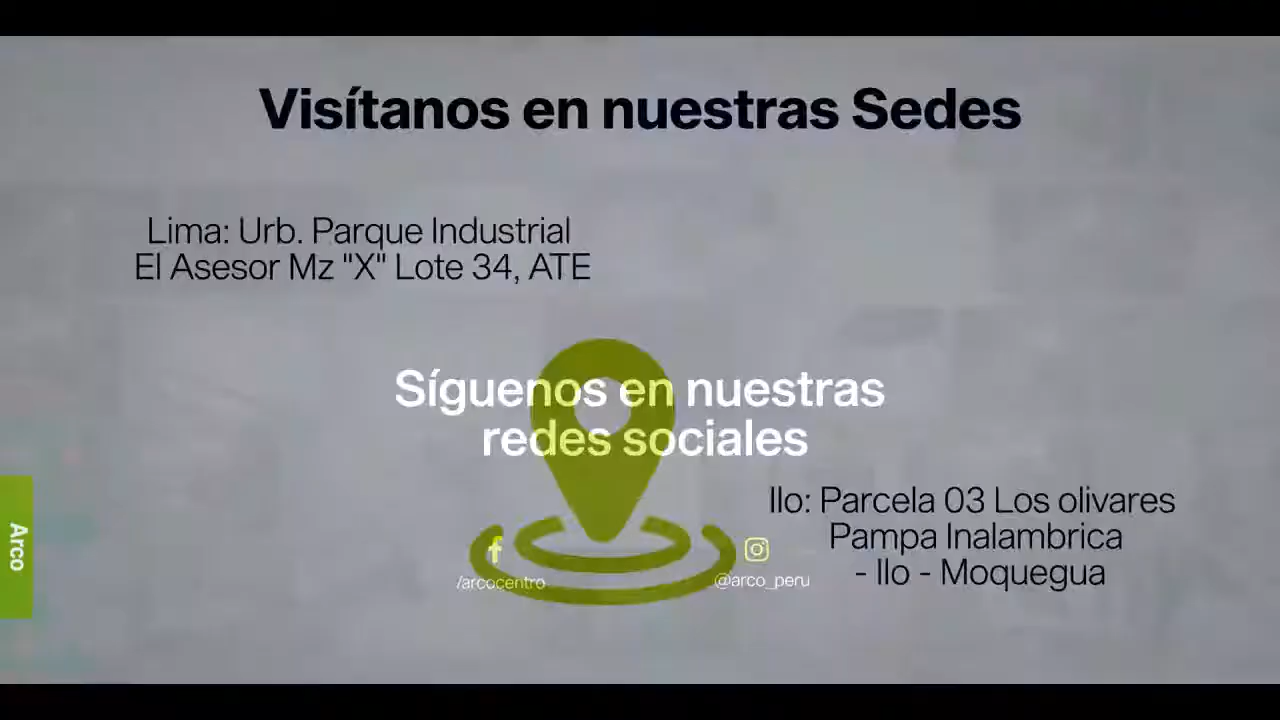 Visítanos en nuestras Sedes
Lima: Urb. Parque Industrial
El Asesor Mz "X" Lote 34, ATE
Síguenos en nuestras
redes sociales
Ilo: Parcela 03 Los olivares
Pampa Inalambrica
- Ilo - Moquegua
/arcocentro
@arco_peru
Arco